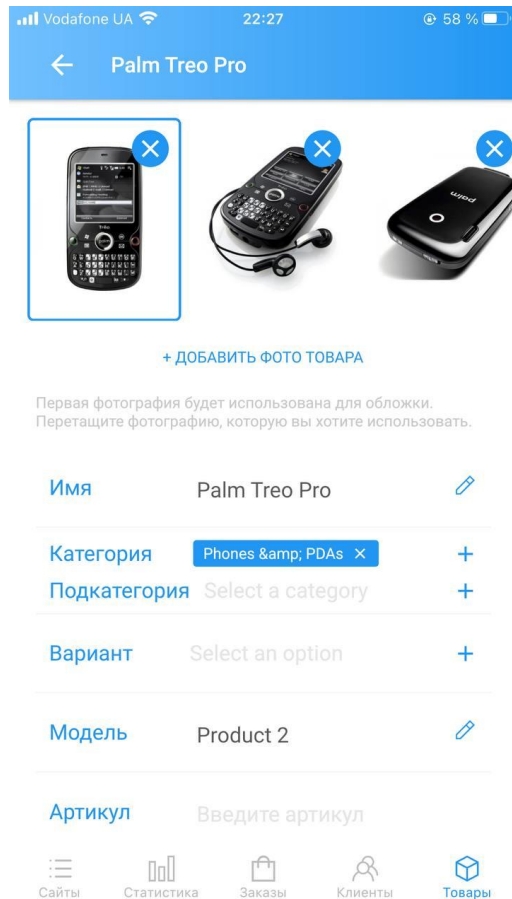 Vodafone UA 22:27 58 %
Palm Treo Pro
palm
Treo
+ ДОБАВИТЬ ФОТО ТОВАРА
Первая фотография будет использована для обложки.
Перетащите фотографию, которую вы хотите использовать.
Имя Palm Treo Pro
Категория Phones &amp; PDAs ×
+
Подкатегория Select a category +
Вариант Select an option +
Модель Product 2
Артикул Введите артикул
Сайты Статистика Заказы Клиенты Товары